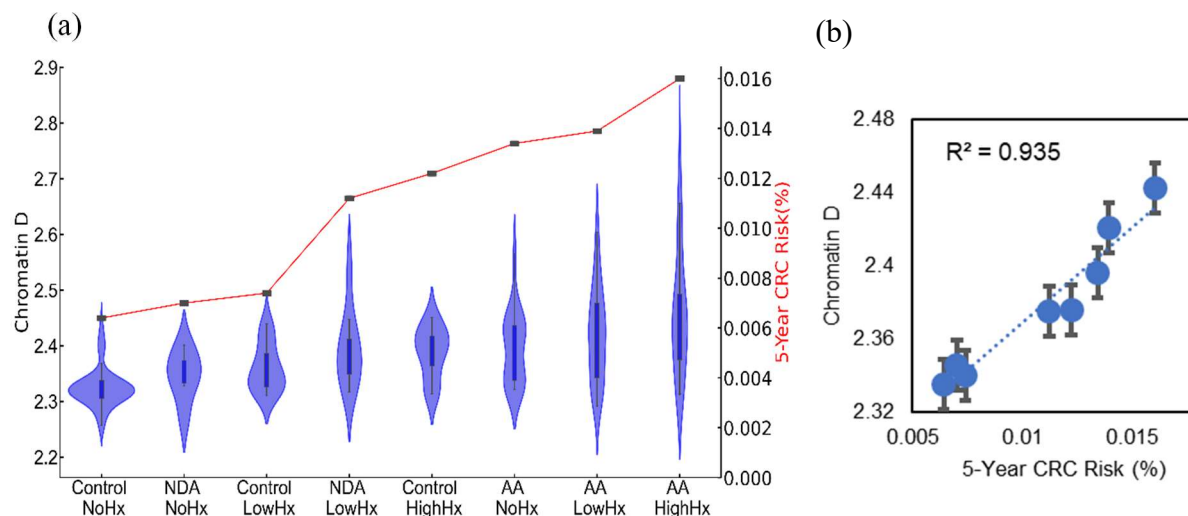 (a)
2.9
2.8
2.7
2.6
2.5
2.4
2.3
2.2
Chromatin D
0.016
0.014
0.012
0.010
0.008
0.006
0.004
0.002
0.000
5-Year CRC Risk(%)
Control NDA Control NDA Control AA AA AA
NoHx NoHx LowHx LowHx HighHx NoHx LowHx HighHx
(b)
2.48
2.44
2.4
2.36
2.32
Chromatin D
R² = 0.935
0.005 0.01 0.015
5-Year CRC Risk (%)